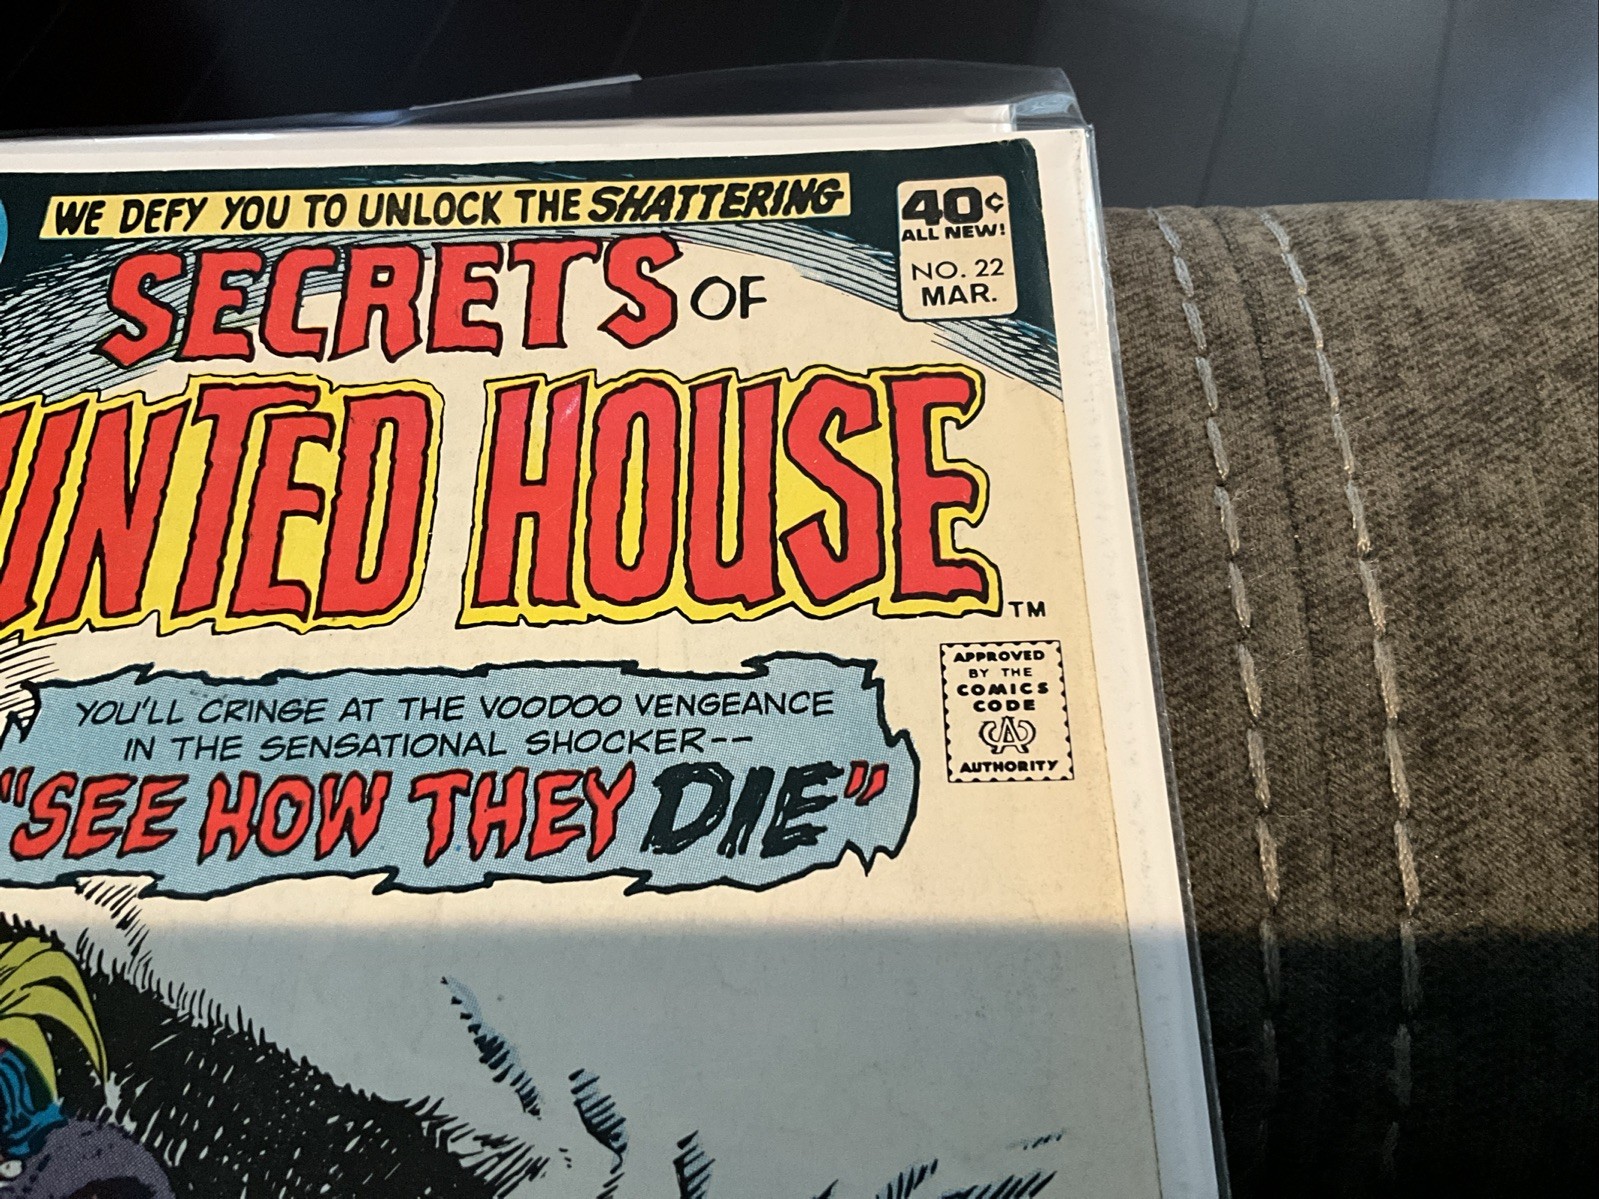 WE DEFY YOU TO UNLOCK THE SHATTERING
SECRETS OF
UNTED HOUSE TM
40¢
ALL NEW!
NO. 22
MAR.
APPROVED
BY THE
COMICS
CODE
CA
AUTHORITY
YOU'LL CRINGE AT THE VOODOO VENGEANCE
IN THE SENSATIONAL SHOCKER--
"SEE HOW THEY DIE"